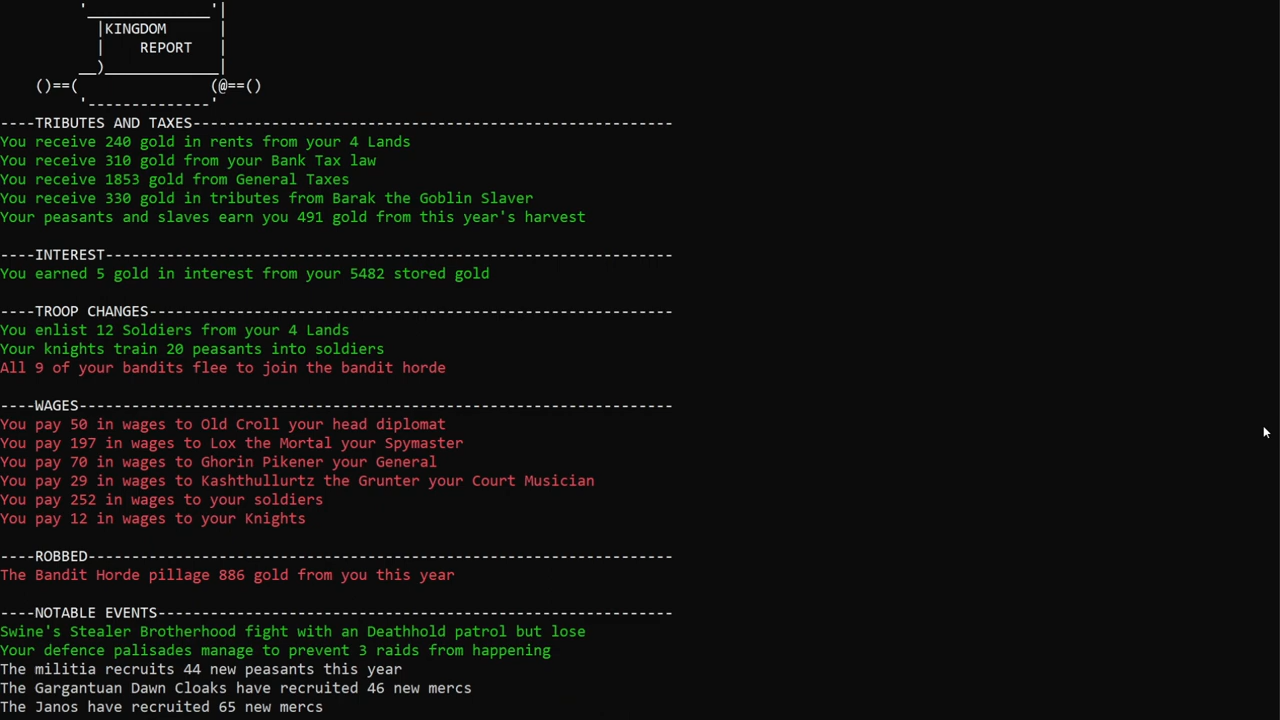 KINGDOM
REPORT
----TRIBUTES AND TAXES-------------------------------------------------------
You receive 240 gold in rents from your 4 Lands
You receive 310 gold from your Bank Tax law
You receive 1853 gold from General Taxes
You receive 330 gold in tributes from Barak the Goblin Slaver
Your peasants and slaves earn you 491 gold from this year's harvest
----INTEREST-----------------------------------------------------------------
You earned 5 gold in interest from your 5482 stored gold
----TROOP CHANGES------------------------------------------------------------
You enlist 12 Soldiers from your 4 Lands
Your knights train 20 peasants into soldiers
All 9 of your bandits flee to join the bandit horde
----WAGES--------------------------------------------------------------------
You pay 50 in wages to Old Croll your head diplomat
You pay 197 in wages to Lox the Mortal your Spymaster
You pay 70 in wages to Ghorin Pikener your General
You pay 29 in wages to Kashthullurtz the Grunter your Court Musician
You pay 252 in wages to your soldiers
You pay 12 in wages to your Knights
----ROBBED-------------------------------------------------------------------
The Bandit Horde pillage 886 gold from you this year
----NOTABLE EVENTS-----------------------------------------------------------
Swine's Stealer Brotherhood fight with an Deathhold patrol but lose
Your defence palisades manage to prevent 3 raids from happening
The militia recruits 44 new peasants this year
The Gargantuan Dawn Cloaks have recruited 46 new mercs
The Janos have recruited 65 new mercs